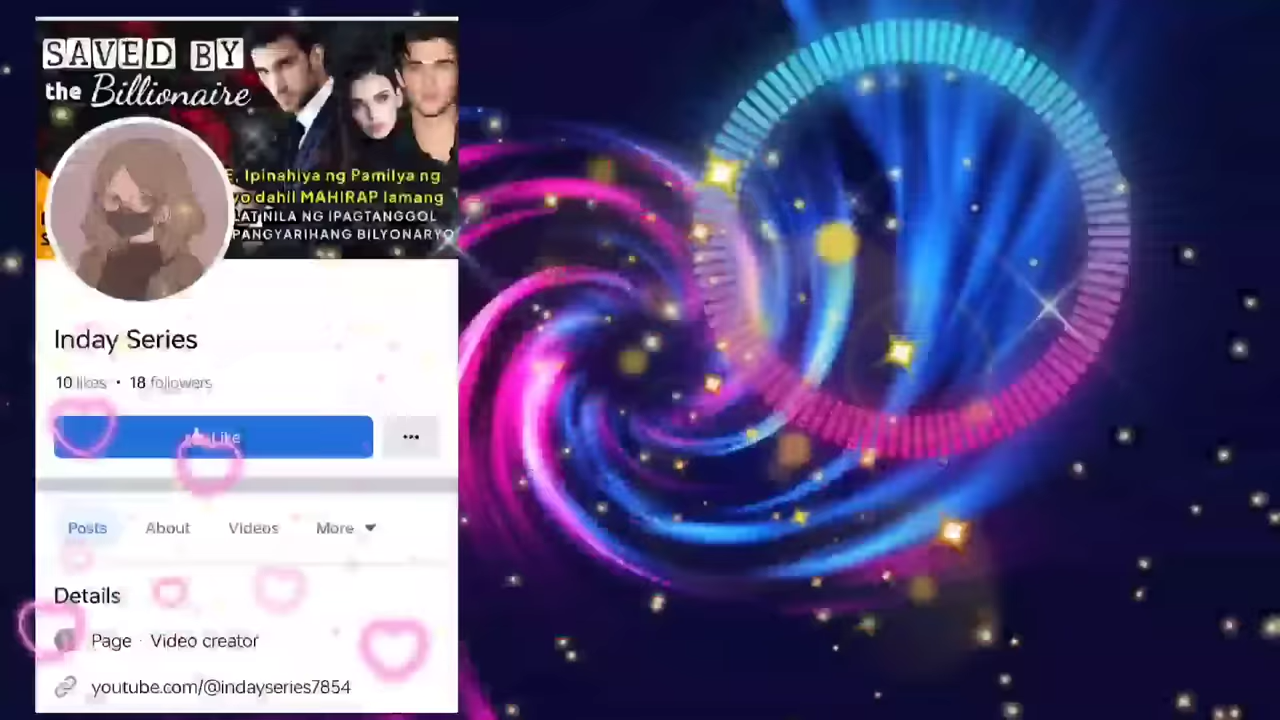 SAVED BY
the Billionaire
Ipinahiya ng Pamilya ng
dahil MAHIRAP lamang
NILA NG IPAGTANGGOL
PANGYARIHANG BILYONARYO
Inday Series
10 likes · 18 followers
Like
Posts About Videos More
Details
Page · Video creator
youtube.com/@indayseries7854